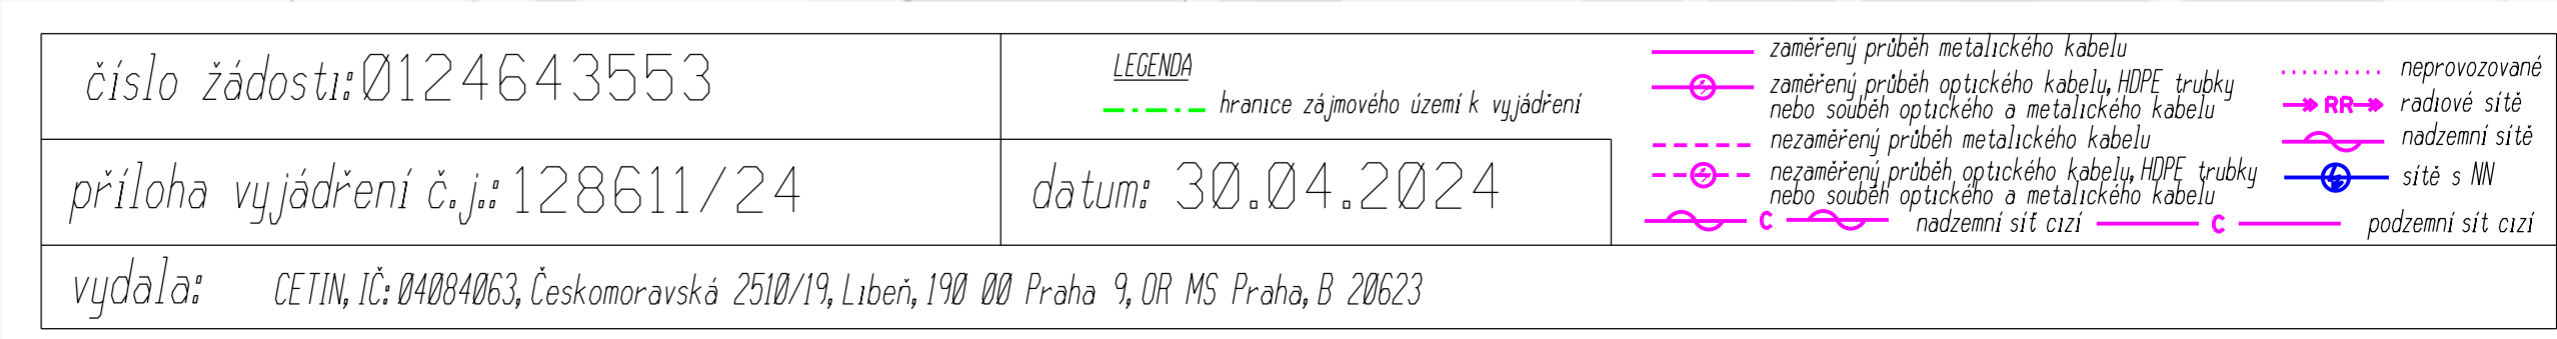 číslo žádosti: 0124643553
LEGENDA
hranice zájmového území k vyjádření
příloha vyjádření č.j.: 128611/24
datum: 30.04.2024
zaměřený průběh metalického kabelu
zaměřený průběh optického kabelu, HDPE trubky
nebo souběh optického a metalického kabelu
nezaměřený průběh metalického kabelu
nezaměřený průběh optického kabelu, HDPE trubky
nebo souběh optického a metalického kabelu
C nadzemní síť cizí
neprovozované
RR radiové sítě
nadzemní sítě
sítě s NN
C podzemní sít cizí
vydala: CETIN, IČ: 04084063, Českomoravská 2510/19, Libeň, 190 00 Praha 9, OR MS Praha, B 20623